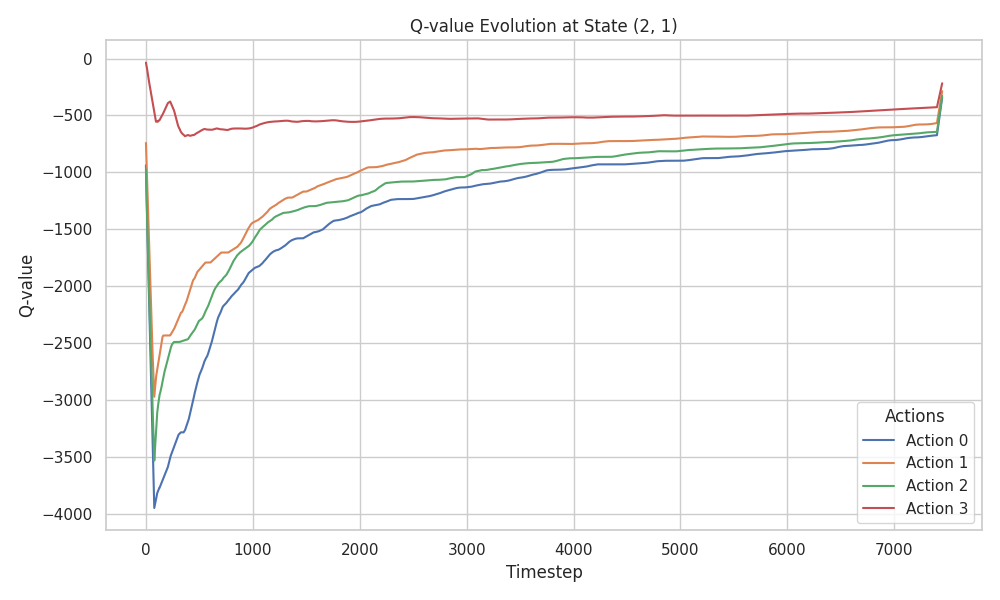 Q-value Evolution at State (2, 1)
Q-value
0
−500
−1000
−1500
−2000
−2500
−3000
−3500
−4000
Actions
Action 0
Action 1
Action 2
Action 3
0 1000 2000 3000 4000 5000 6000 7000
Timestep